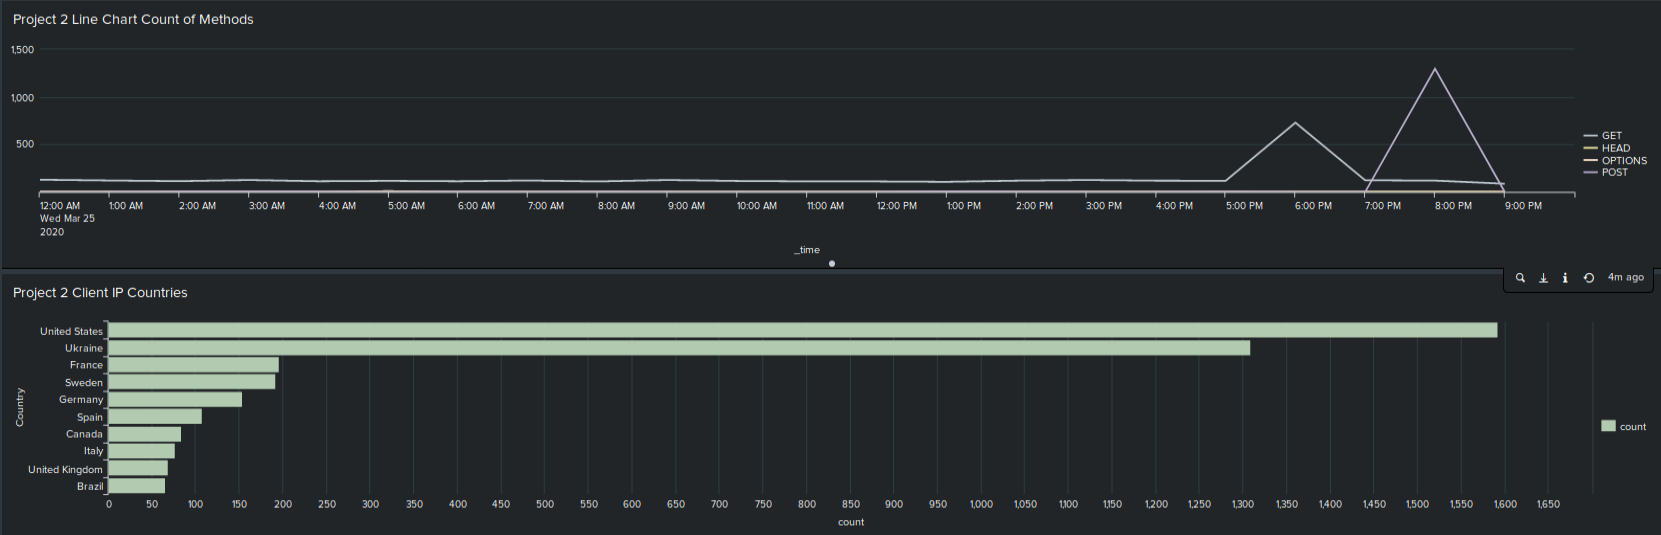 Project 2 Line Chart Count of Methods
1,500
1,000
500
GET
HEAD
OPTIONS
POST
12:00 AM 1:00 AM 2:00 AM 3:00 AM 4:00 AM 5:00 AM 6:00 AM 7:00 AM 8:00 AM 9:00 AM 10:00 AM 11:00 AM 12:00 PM 1:00 PM 2:00 PM 3:00 PM 4:00 PM 5:00 PM 6:00 PM 7:00 PM 8:00 PM 9:00 PM
Wed Mar 25
2020
_time
4m ago
Project 2 Client IP Countries
Country
United States
Ukraine
France
Sweden
Germany
Spain
Canada
Italy
United Kingdom
Brazil
count
0 50 100 150 200 250 300 350 400 450 500 550 600 650 700 750 800 850 900 950 1,000 1,050 1,100 1,150 1,200 1,250 1,300 1,350 1,400 1,450 1,500 1,550 1,600 1,650
count